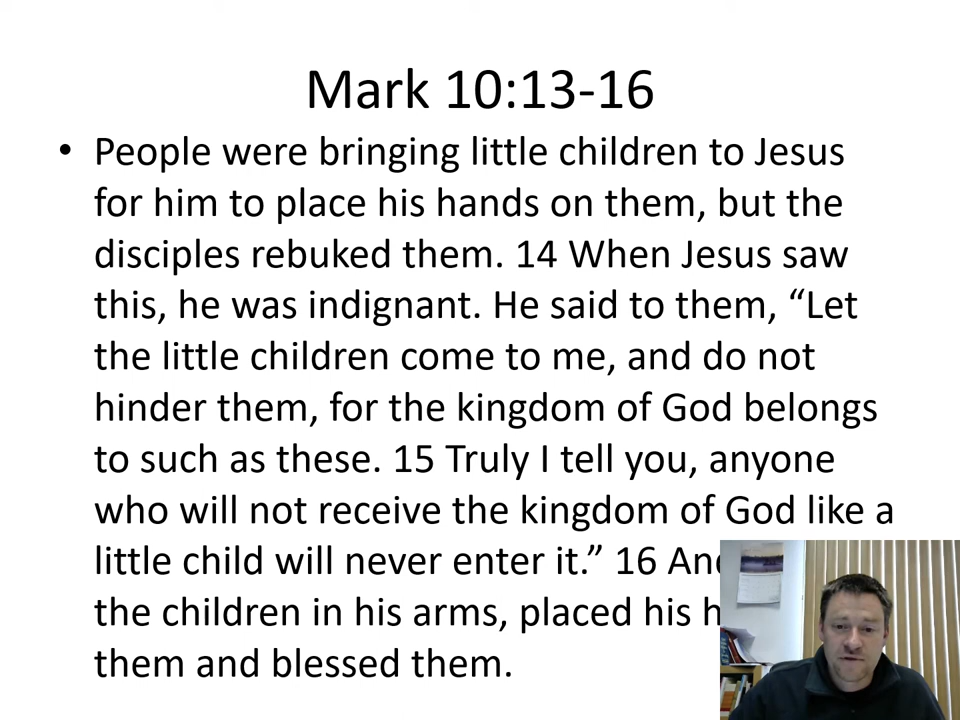 Mark 10:13-16
• People were bringing little children to Jesus
for him to place his hands on them, but the
disciples rebuked them. 14 When Jesus saw
this, he was indignant. He said to them, “Let
the little children come to me, and do not
hinder them, for the kingdom of God belongs
to such as these. 15 Truly I tell you, anyone
who will not receive the kingdom of God like a
little child will never enter it.” 16
the children in his arms, placed his
them and blessed them.